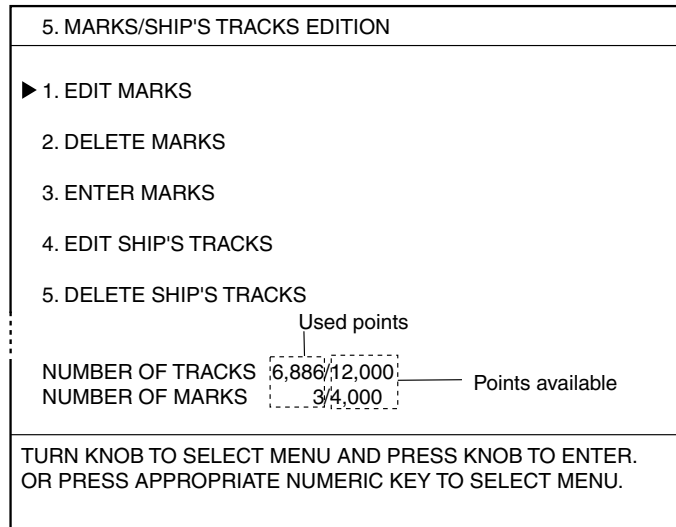 5. MARKS/SHIP'S TRACKS EDITION
1. EDIT MARKS
2. DELETE MARKS
3. ENTER MARKS
4. EDIT SHIP'S TRACKS
5. DELETE SHIP'S TRACKS
Used points
NUMBER OF TRACKS 6,886/12,000
NUMBER OF MARKS 3/4,000
Points available
TURN KNOB TO SELECT MENU AND PRESS KNOB TO ENTER.
OR PRESS APPROPRIATE NUMERIC KEY TO SELECT MENU.